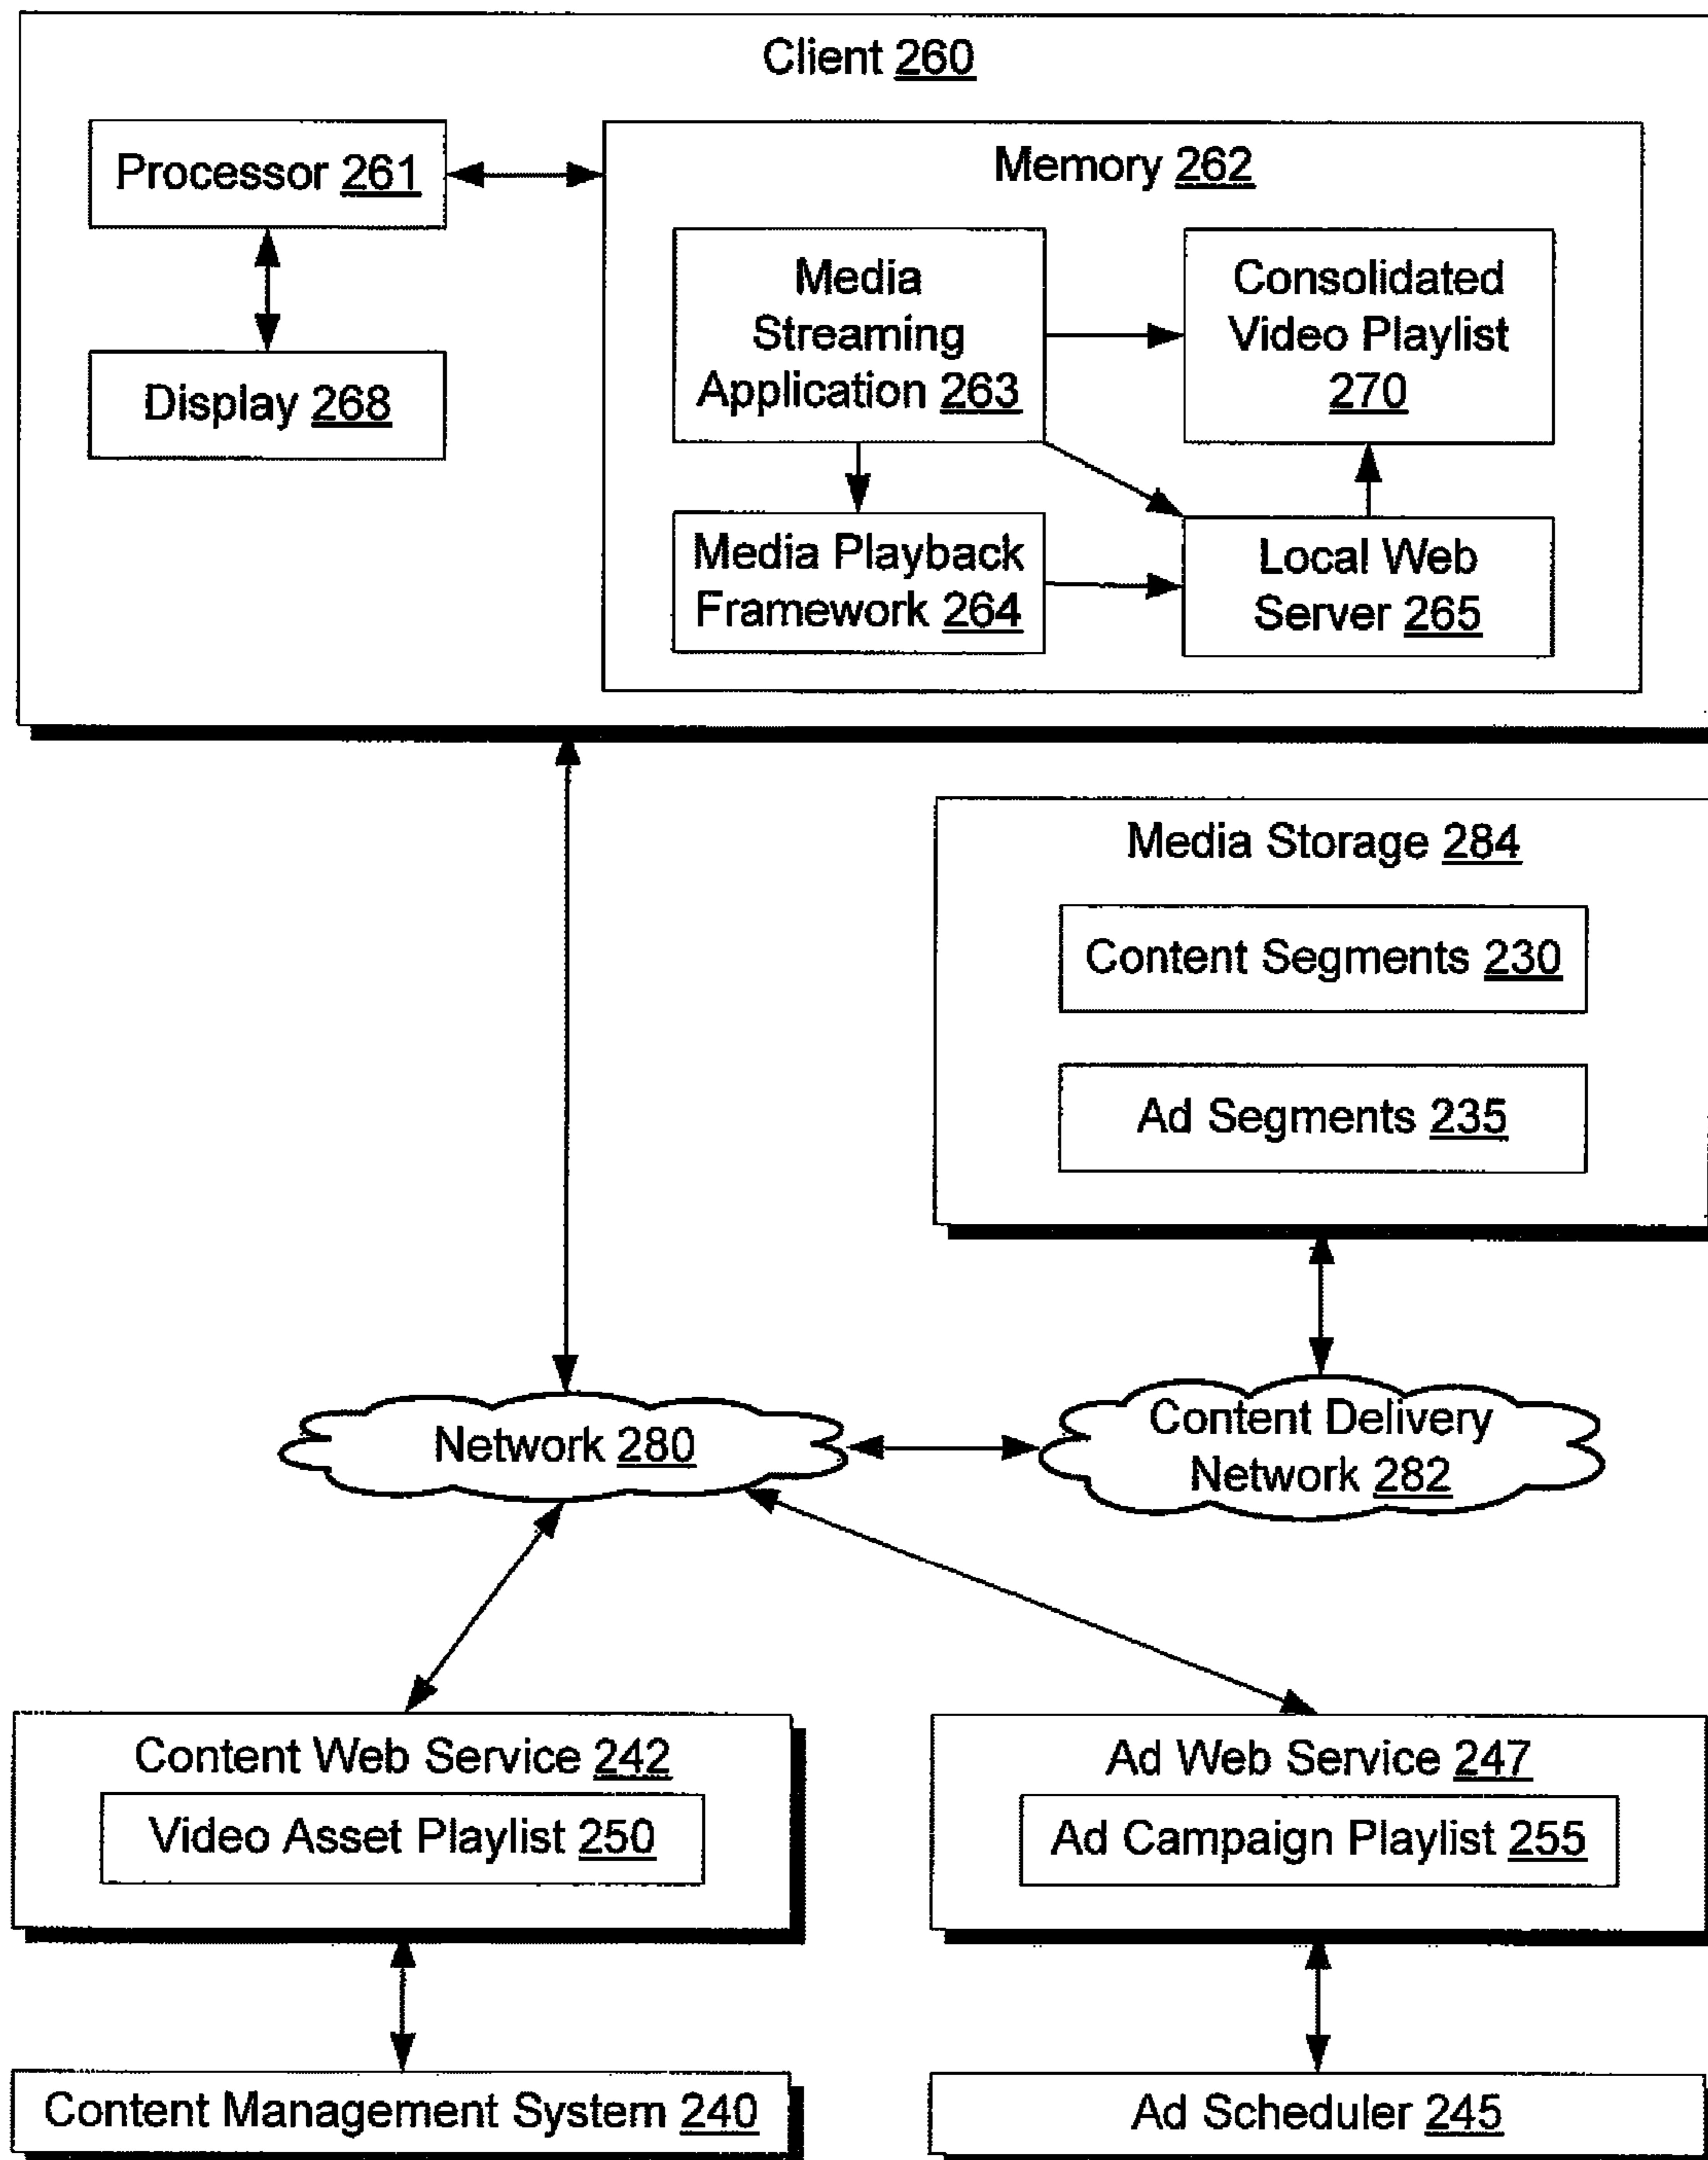 Client 260
Processor 261
Display 268
Memory 262
Media
Streaming
Application 263
Consolidated
Video Playlist
270
Media Playback
Framework 264
Local Web
Server 265
Media Storage 284
Content Segments 230
Ad Segments 235
Network 280
Content Delivery
Network 282
Content Web Service 242
Video Asset Playlist 250
Ad Web Service 247
Ad Campaign Playlist 255
Content Management System 240
Ad Scheduler 245